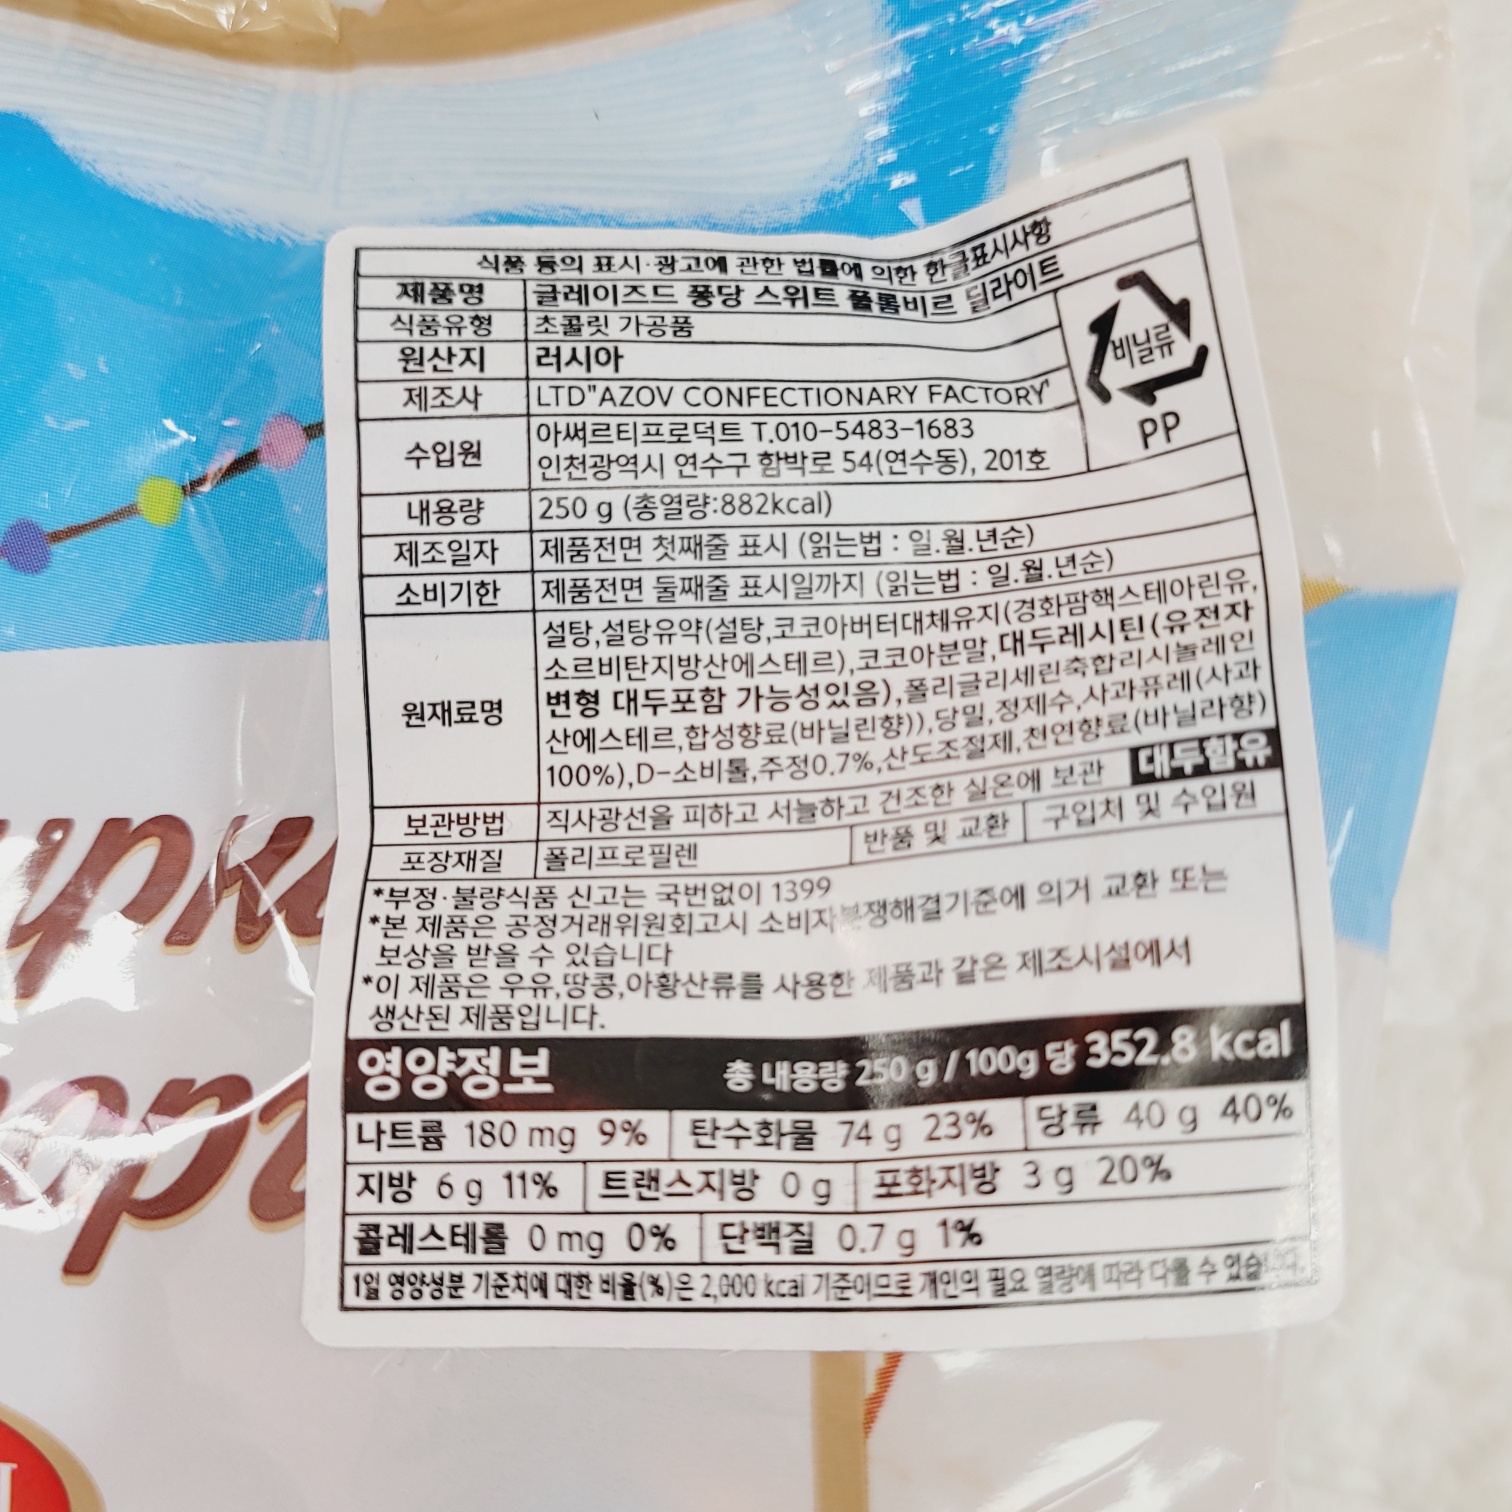 식품 등의 표시·광고에 관한 법률에 의한 한글표시사항
제품명 글레이즈드 퐁당 스위트 플롬비르 딜라이트
식품유형 초콜릿 가공품
원산지 러시아
제조사 LTD"AZOV CONFECTIONARY FACTORY"
비닐류
PP
수입원 아써르티프로덕트 T.010-5483-1683
인천광역시 연수구 함박로 54(연수동), 201호
내용량 250 g (총열량:882kcal)
제조일자 제품전면 첫째줄 표시 (읽는법 : 일.월.년순)
소비기한 제품전면 둘째줄 표시일까지 (읽는법 : 일.월.년순)
원재료명 설탕,설탕유약(설탕,코코아버터대체유지(경화팜핵스테아린유,
소르비탄지방산에스테르),코코아분말,대두레시틴(유전자
변형 대두포함 가능성있음),폴리글리세린축합리시놀레인
산에스테르,합성향료(바닐린향)),당밀,정제수,사과퓨레(사과
100%),D-소비톨,주정0.7%,산도조절제,천연향료(바닐라향)
대두함유
보관방법 직사광선을 피하고 서늘하고 건조한 실온에 보관
포장재질 폴리프로필렌 반품 및 교환 구입처 및 수입원
*부정·불량식품 신고는 국번없이 1399
*본 제품은 공정거래위원회고시 소비자분쟁해결기준에 의거 교환 또는
보상을 받을 수 있습니다
*이 제품은 우유,땅콩,아황산류를 사용한 제품과 같은 제조시설에서
생산된 제품입니다.
영양정보 총 내용량 250 g / 100g 당 352.8 kcal
나트륨 180 mg 9% 탄수화물 74 g 23% 당류 40 g 40%
지방 6 g 11% 트랜스지방 0 g 포화지방 3 g 20%
콜레스테롤 0 mg 0% 단백질 0.7 g 1%
1일 영양성분 기준치에 대한 비율(%)은 2,000 kcal 기준이므로 개인의 필요 열량에 따라 다를 수 있습니다.